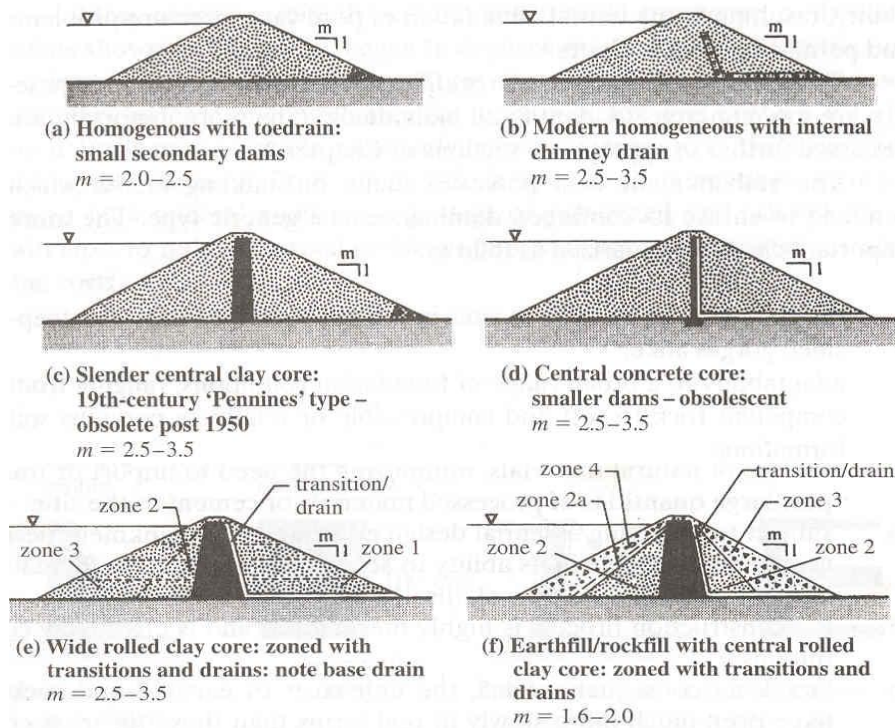 m
1
m
1
(a) Homogenous with toedrain:
small secondary dams
m = 2.0–2.5
(b) Modern homogeneous with internal
chimney drain
m = 2.5–3.5
m
1
m
1
(c) Slender central clay core:
19th-century ‘Pennines’ type –
obsolete post 1950
m = 2.5–3.5
(d) Central concrete core:
smaller dams – obsolescent
m = 2.5–3.5
zone 2
transition/
drain
zone 3
m
1
zone 1
zone 4
transition/drain
zone 2a
zone 3
zone 2
m
1
zone 2
(e) Wide rolled clay core: zoned with
transitions and drains: note base drain
m = 2.5–3.5
(f) Earthfill/rockfill with central rolled
clay core: zoned with transitions and
drains
m = 1.6–2.0